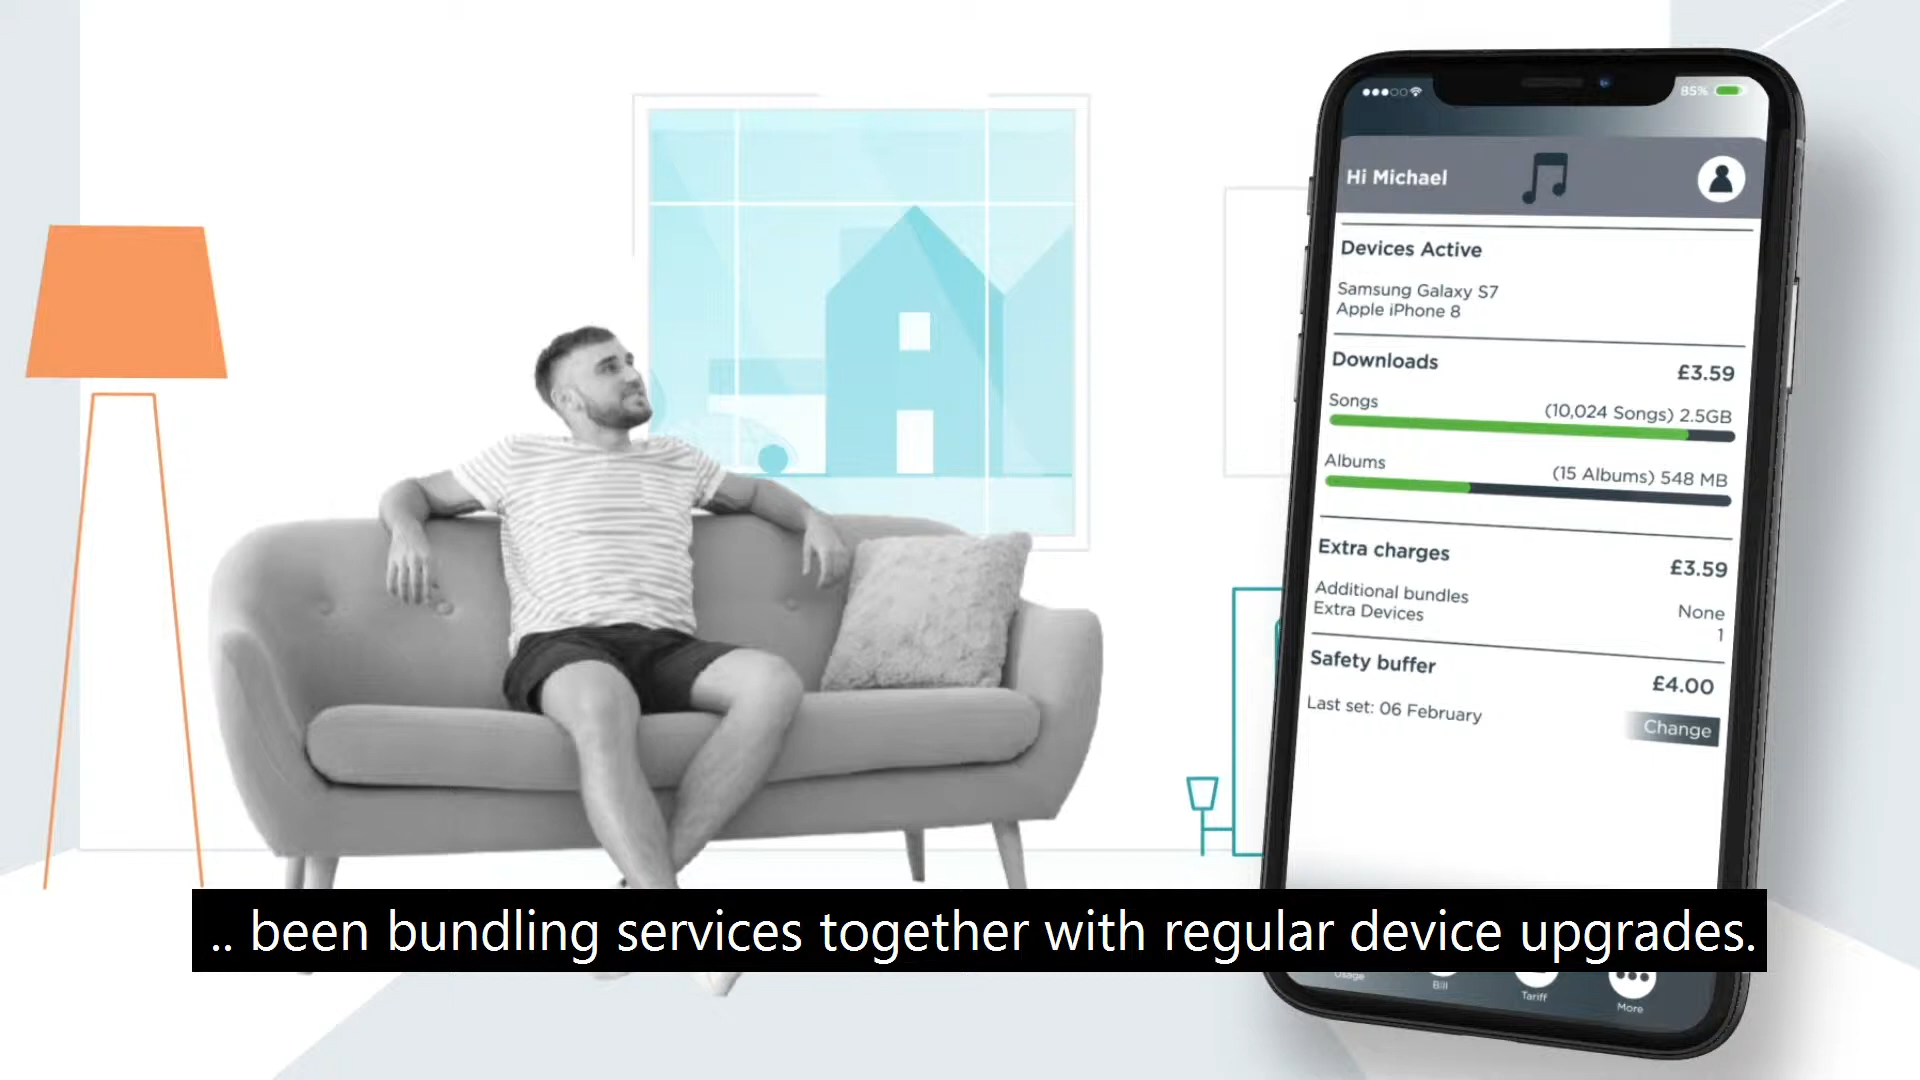 85%
Hi Michael
Devices Active
Samsung Galaxy S7
Apple iPhone 8
Downloads £3.59
Songs (10,024 Songs) 2.5GB
Albums (15 Albums) 548 MB
Extra charges £3.59
Additional bundles None
Extra Devices 1
Safety buffer £4.00
Last set: 06 February Change
.. been bundling services together with regular device upgrades.
Usage Bill Tariff More